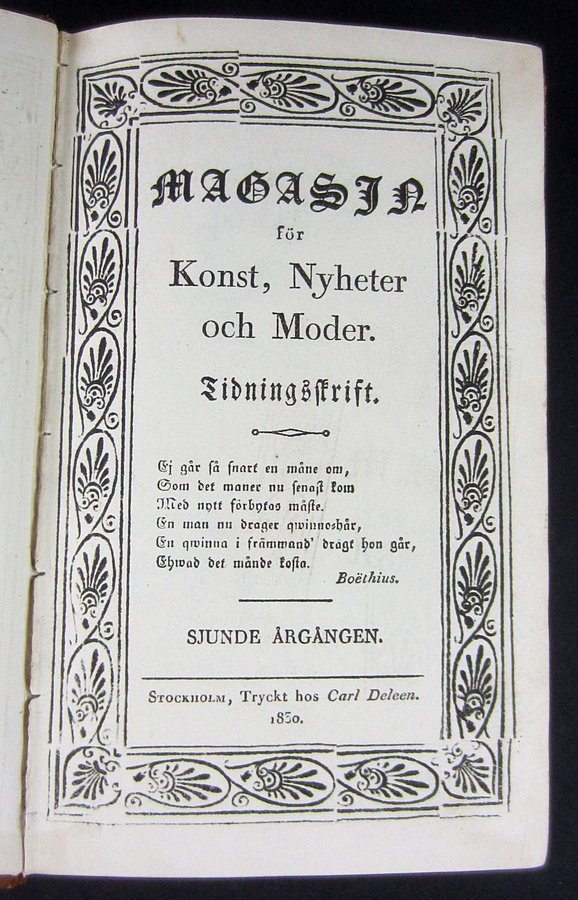 MAGASIN
för
Konst, Nyheter
och Moder.
Tidningsskrift.
Ej går så snart en måne om,
Som det maner nu senast kom
Med nytt förbytas måste.
En man nu drager qwinno-hår,
En qwinna i främmand' drägt hon går,
Ehwad det månde kosta.
Boëthius.
SJUNDE ÅRGÅNGEN.
STOCKHOLM, Tryckt hos Carl Deleen.
1830.